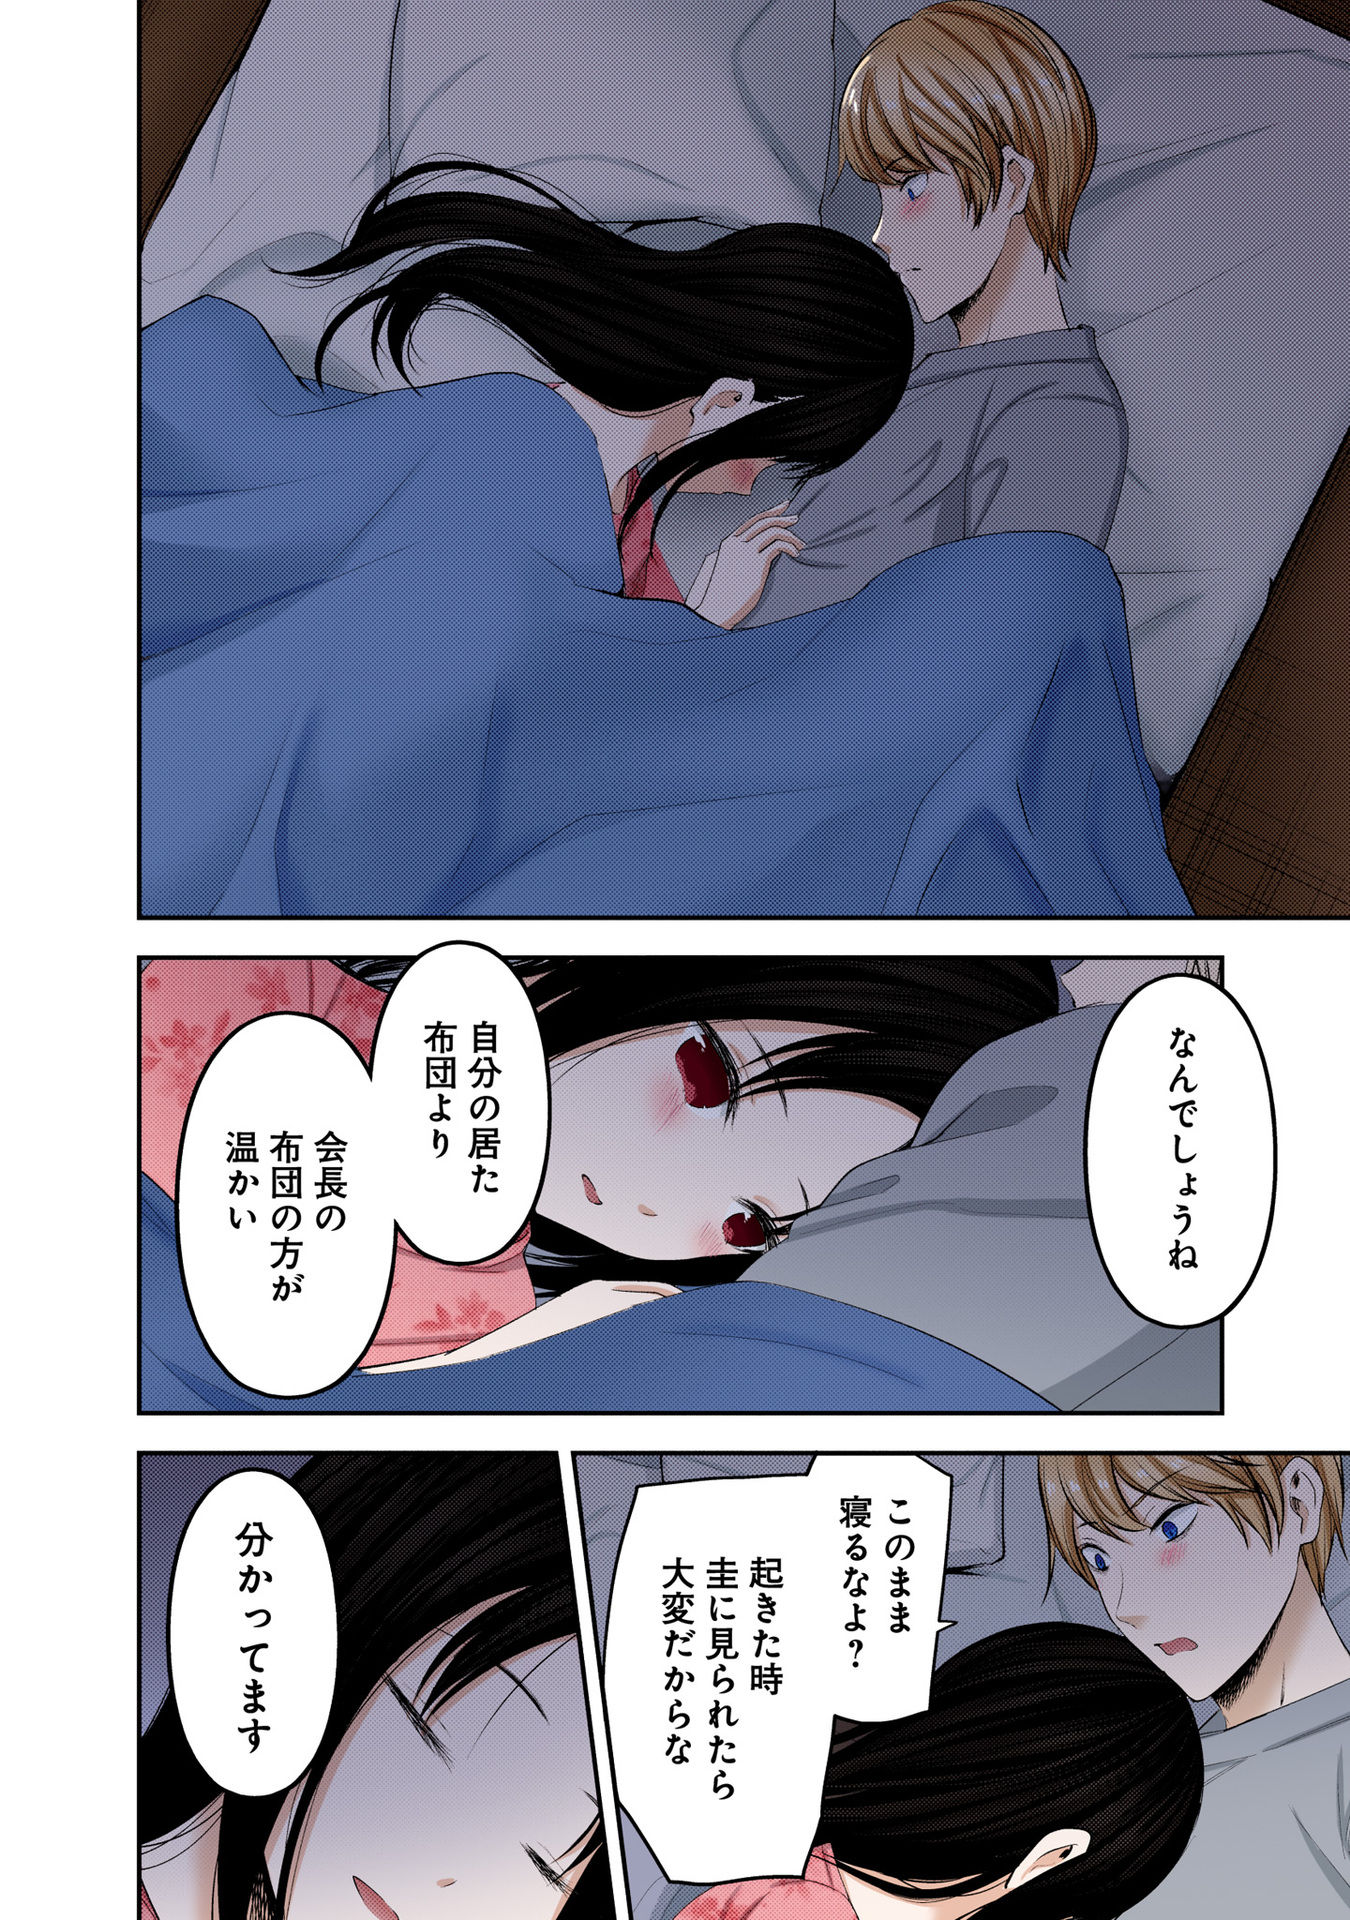 なんでしょうね
自分の居た
布団より
会長の
布団の方が
温かい
このまま
寝るなよ？
起きた時
圭に見られたら
大変だからな
分かってます